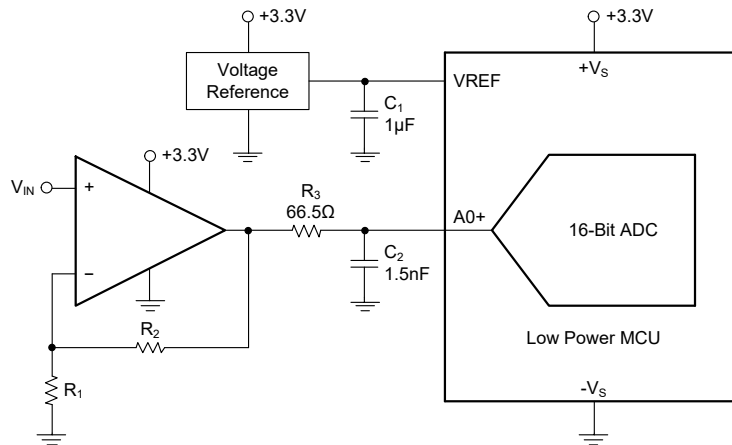 +3.3V
+3.3V
Voltage
Reference
VREF
+VS
C1
1µF
+3.3V
VIN
+
−
R3
66.5Ω
A0+
16-Bit ADC
C2
1.5nF
R2
Low Power MCU
R1
-VS